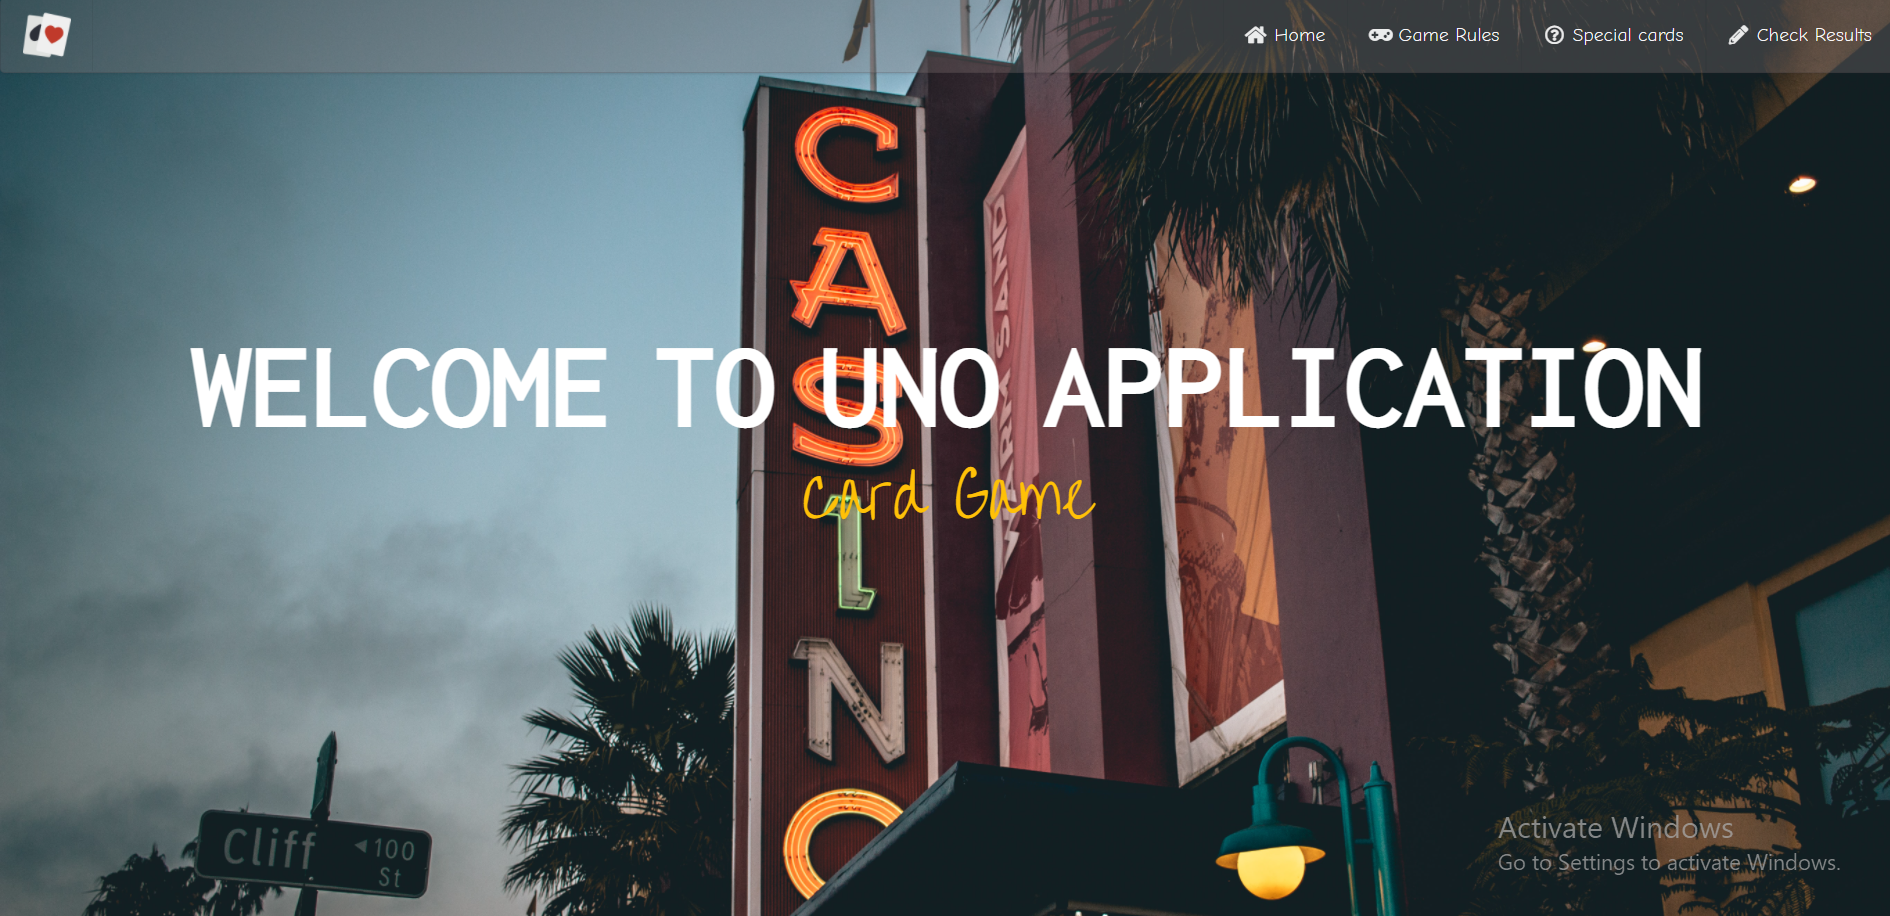 Home
Game Rules
Special cards
Check Results
CASINO
WARM SAND
WELCOME TO UNO APPLICATION
Card Game
Cliff
100
St
Activate Windows
Go to Settings to activate Windows.